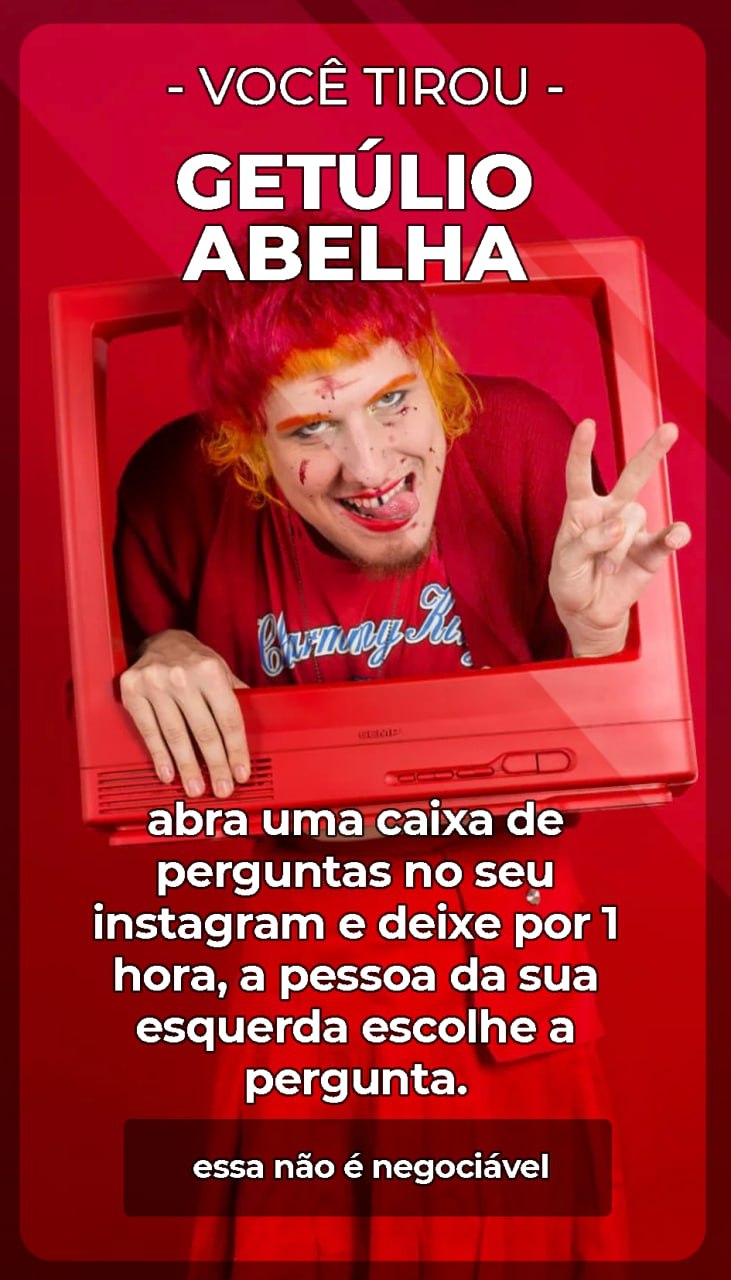 - VOCÊ TIROU -
GETÚLIO
ABELHA
SEMP
abra uma caixa de
perguntas no seu
instagram e deixe por 1
hora, a pessoa da sua
esquerda escolhe a
pergunta.
essa não é negociável